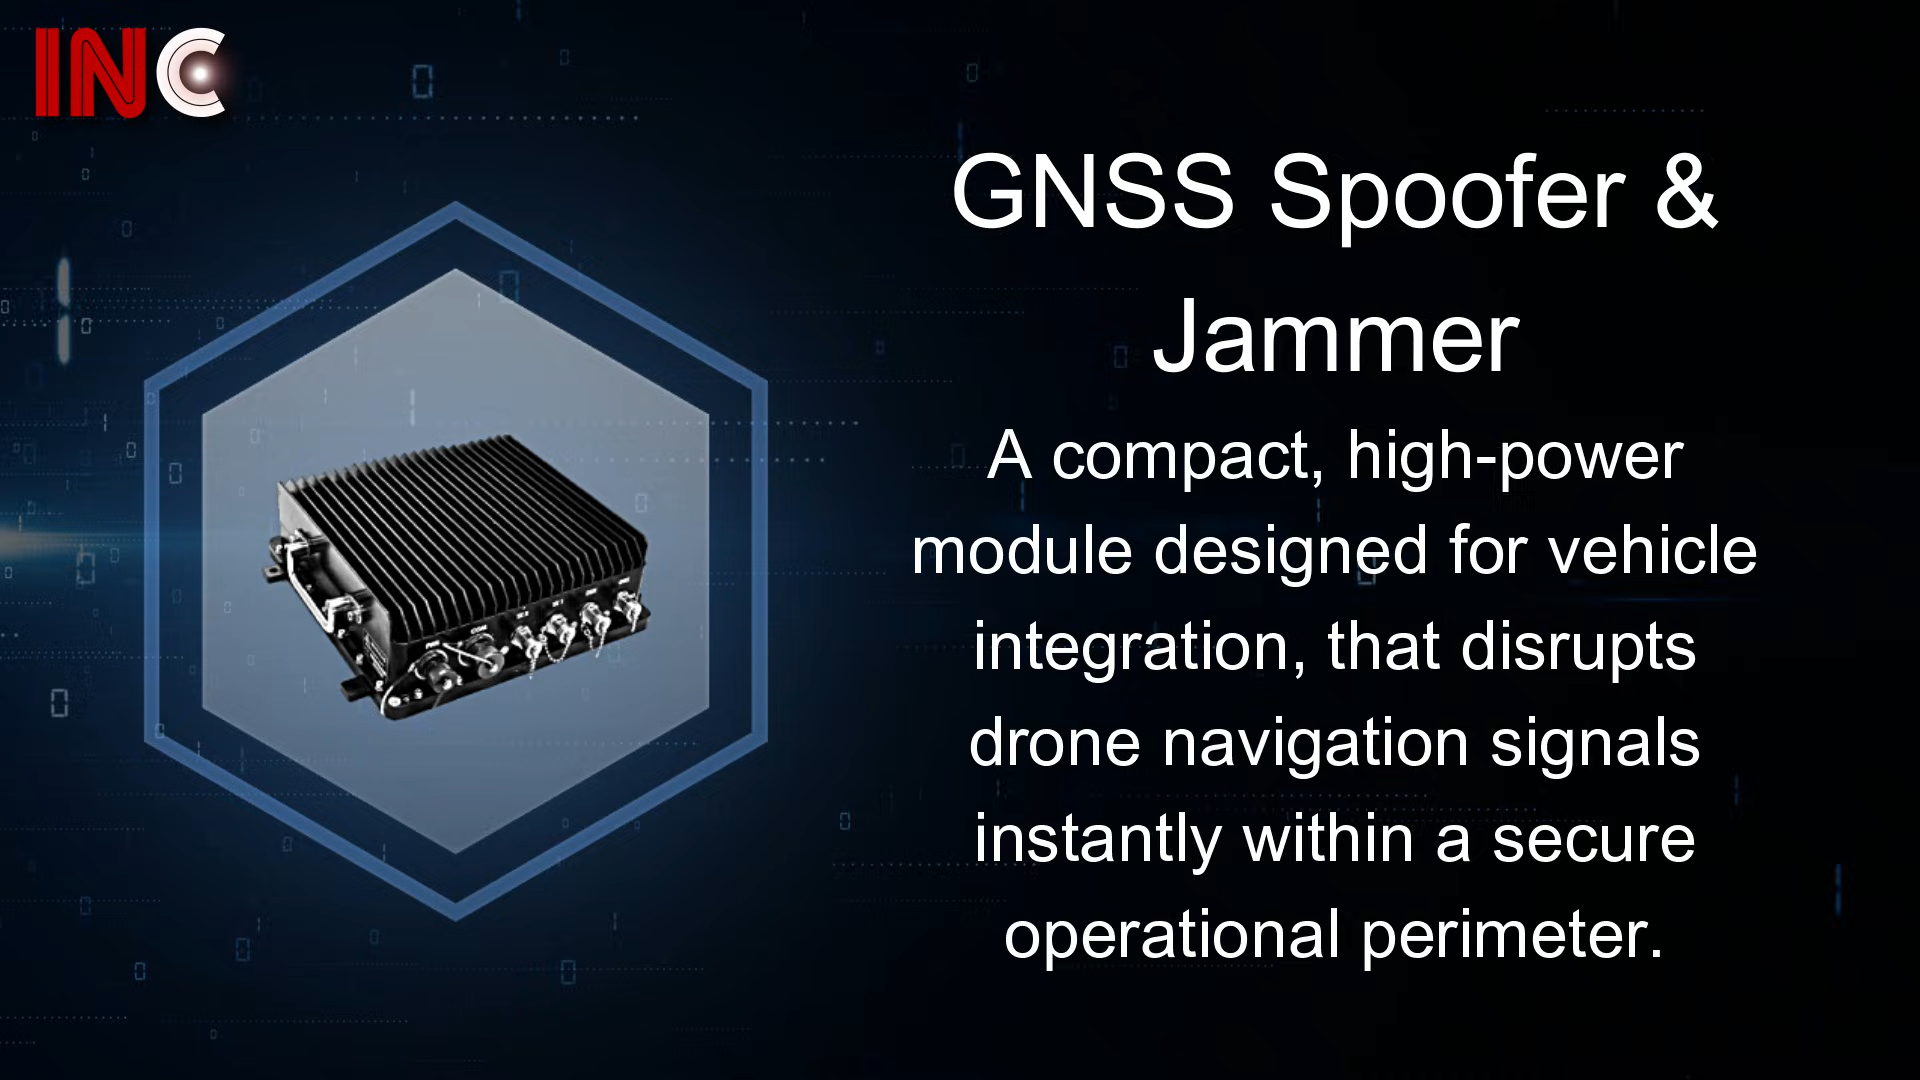 INC
GNSS Spoofer &
Jammer
A compact, high-power
module designed for vehicle
integration, that disrupts
drone navigation signals
instantly within a secure
operational perimeter.